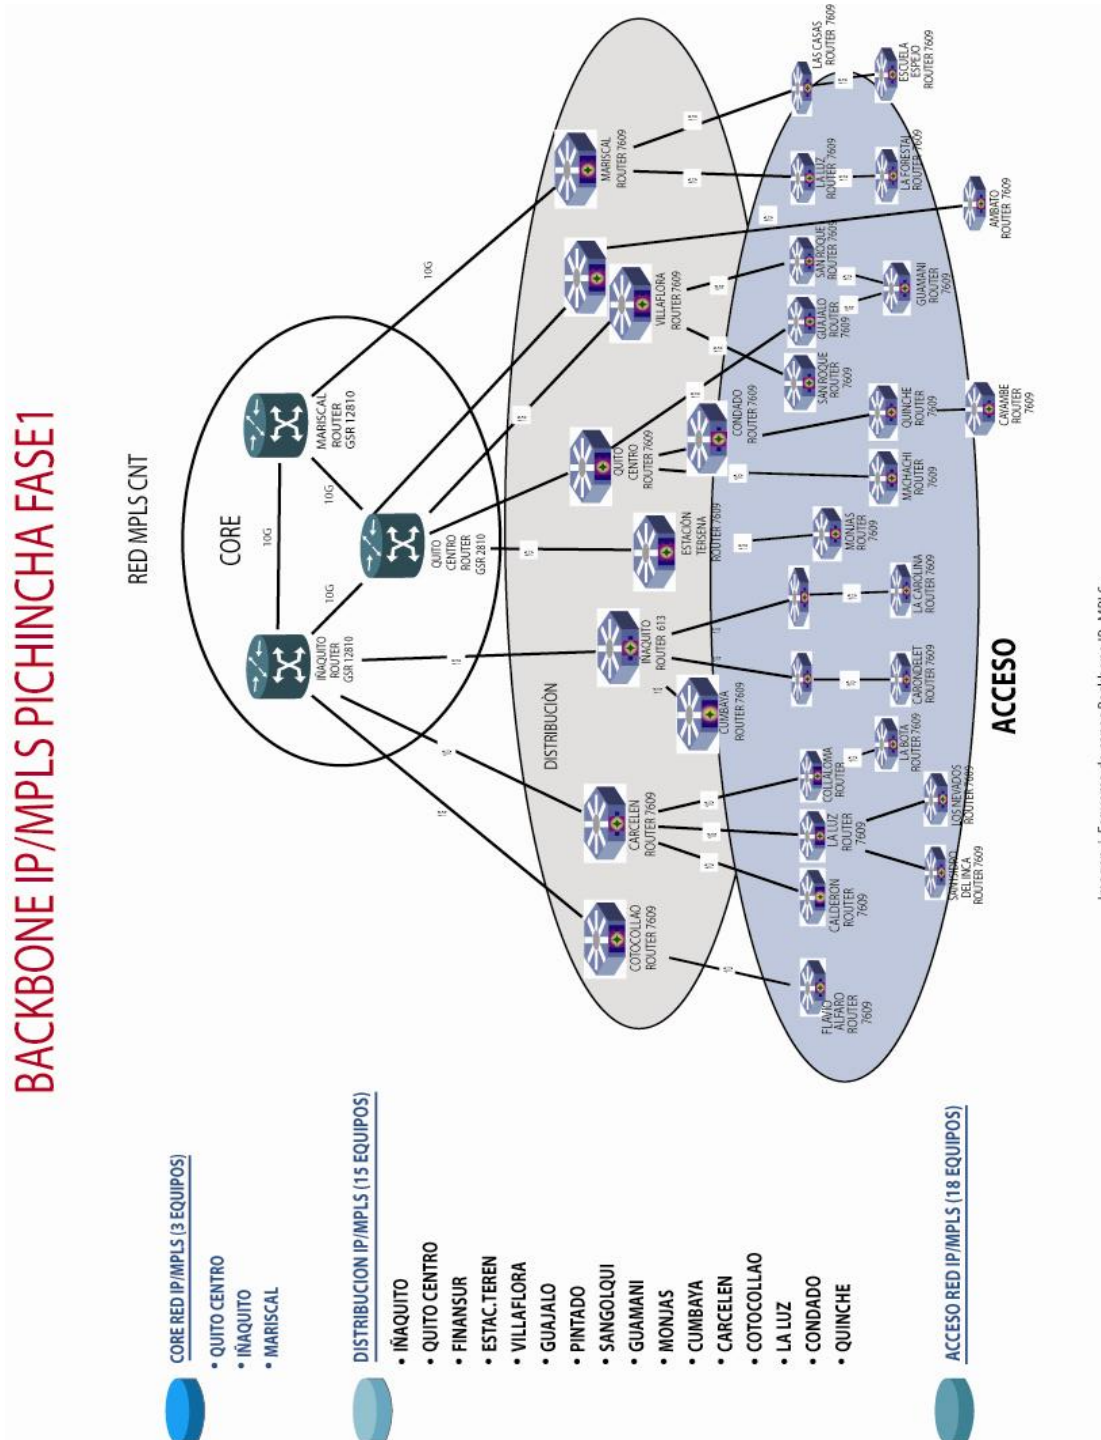 BACKBONE IP/MPLS PICHINCHA FASE1
RED MPLS CNT
CORE
MARISCAL
ROUTER
GSR 12810
IÑAQUITO
ROUTER
GSR 12810
QUITO
CENTRO
ROUTER
GSR 2810
10G
10G
10G
10G
DISTRIBUCIÒN
COTOCOLLAO
ROUTER 7609
CARCELEN
ROUTER 7609
IÑAQUITO
ROUTER 613
CUMBAYA
ROUTER 7609
ESTACIÒN
TERSENA
ROUTER 7609
QUITO
CENTRO
ROUTER 7609
CONDADO
ROUTER 7609
VILLAFLORA
ROUTER 7609
MARISCAL
ROUTER 7609
ACCESO
FLAVIO
ALFARO
ROUTER
7609
CALDERON
ROUTER
7609
LA LUZ
ROUTER
7609
COLLALOMA
ROUTER
SAN ISIDRO
DEL INCA
ROUTER 7609
LOS NEVADOS
ROUTER 7609
LA BOTA
ROUTER 7609
CARONDELET
ROUTER 7609
LA CAROLINA
ROUTER 7609
MONJAS
ROUTER
7609
MACHACHI
ROUTER
7609
QUINCHE
ROUTER
7609
CAYAMBE
ROUTER
7609
SAN ROQUE
ROUTER
7609
GUAJALO
ROUTER
7609
SAN ROQUE
ROUTER 7609
GUAMANI
ROUTER
7609
AMBATO
ROUTER 7609
LA LUZ
ROUTER 7609
LA FORESTAL
ROUTER 7609
LAS CASAS
ROUTER 7609
ESCUELA
ESPEJO
ROUTER 7609
CORE RED IP/MPLS (3 EQUIPOS)
• QUITO CENTRO
• IÑAQUITO
• MARISCAL
DISTRIBUCION IP/MPLS (15 EQUIPOS)
• IÑAQUITO
• QUITO CENTRO
• FINANSUR
• ESTAC.TEREN
• VILLAFLORA
• GUAJALO
• PINTADO
• SANGOLQUI
• GUAMANI
• MONJAS
• CUMBAYA
• CARCELEN
• COTOCOLLAO
• LA LUZ
• CONDADO
• QUINCHE
ACCESO RED IP/MPLS (18 EQUIPOS)